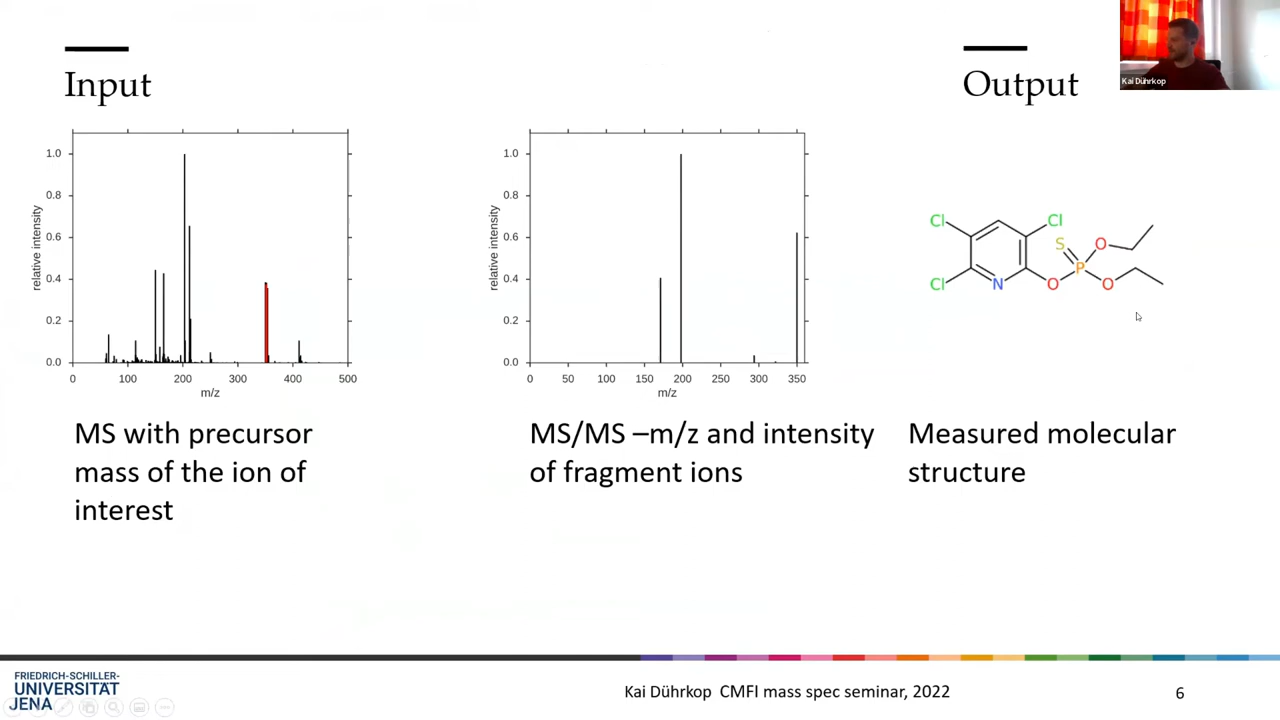 Input
Output
Kai Dührkop
1.0
0.8
0.6
0.4
0.2
0.0
relative intensity
0
100
200
300
400
500
m/z
1.0
0.8
0.6
0.4
0.2
0.0
relative intensity
0
50
100
150
200
250
300
350
m/z
Cl
Cl
Cl
N
O
S
P
O
O
MS with precursor
mass of the ion of
interest
MS/MS –m/z and intensity
of fragment ions
Measured molecular
structure
FRIEDRICH-SCHILLER-
UNIVERSITÄT
JENA
Kai Dührkop CMFI mass spec seminar, 2022
6